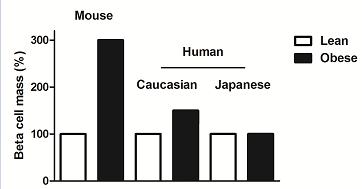 Mouse
Human
Caucasian Japanese
Lean
Obese
Beta cell mass (%)
300
200
100
0